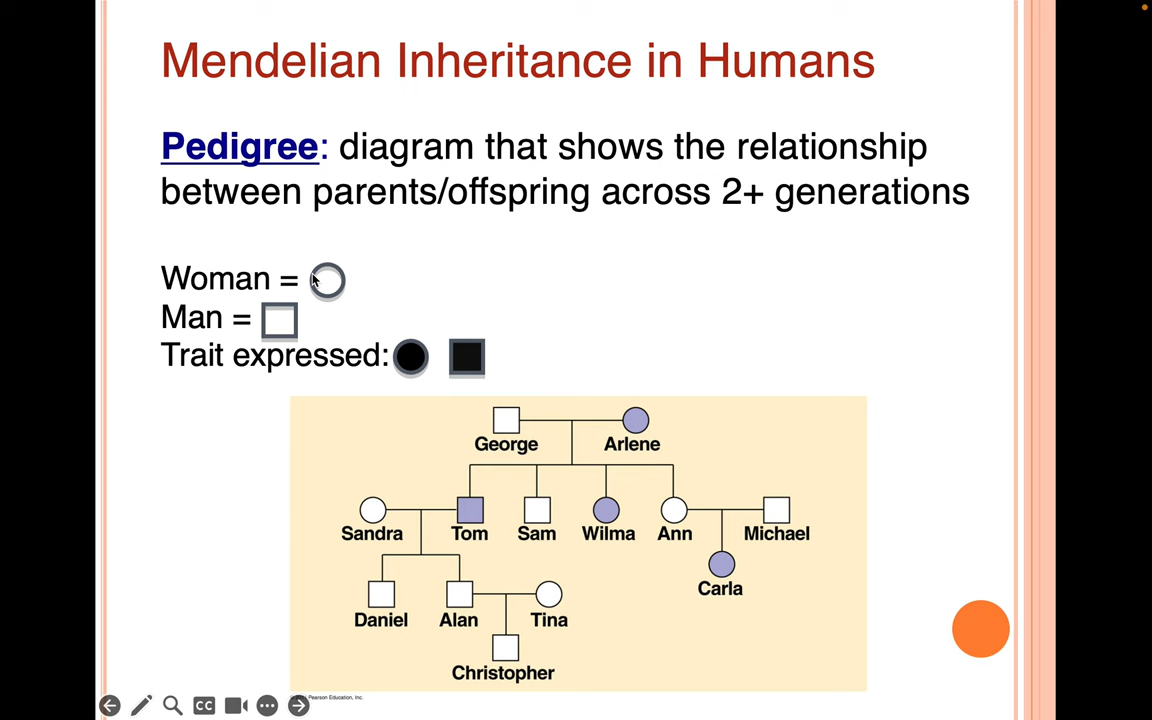 Mendelian Inheritance in Humans
Pedigree: diagram that shows the relationship
between parents/offspring across 2+ generations
Woman =
Man =
Trait expressed:
George Arlene
Sandra Tom Sam Wilma Ann Michael
Carla
Daniel Alan Tina
Christopher
Pearson Education, Inc.
CC